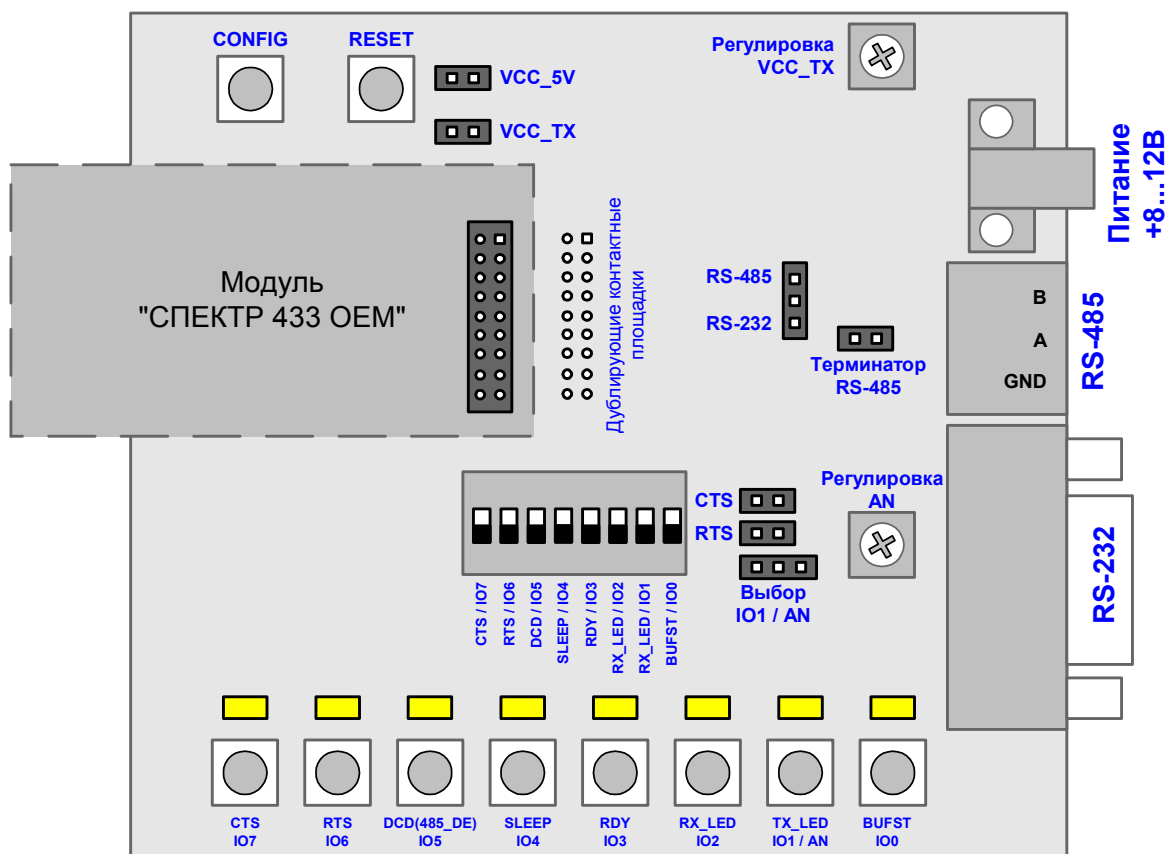 CONFIG
RESET
VCC_5V
VCC_TX
Регулировка
VCC_TX
Питание
+8...12В
Модуль
"СПЕКТР 433 OEM"
Дублирующие контактные
площадки
RS-485
RS-232
Терминатор
RS-485
B
A
GND
RS-485
CTS
RTS
Выбор
IO1 / AN
Регулировка
AN
RS-232
CTS / IO7
RTS / IO6
DCD / IO5
SLEEP / IO4
RDY / IO3
RX_LED / IO2
RX_LED / IO1
BUFST / IO0
CTS
IO7
RTS
IO6
DCD(485_DE)
IO5
SLEEP
IO4
RDY
IO3
RX_LED
IO2
TX_LED
IO1 / AN
BUFST
IO0